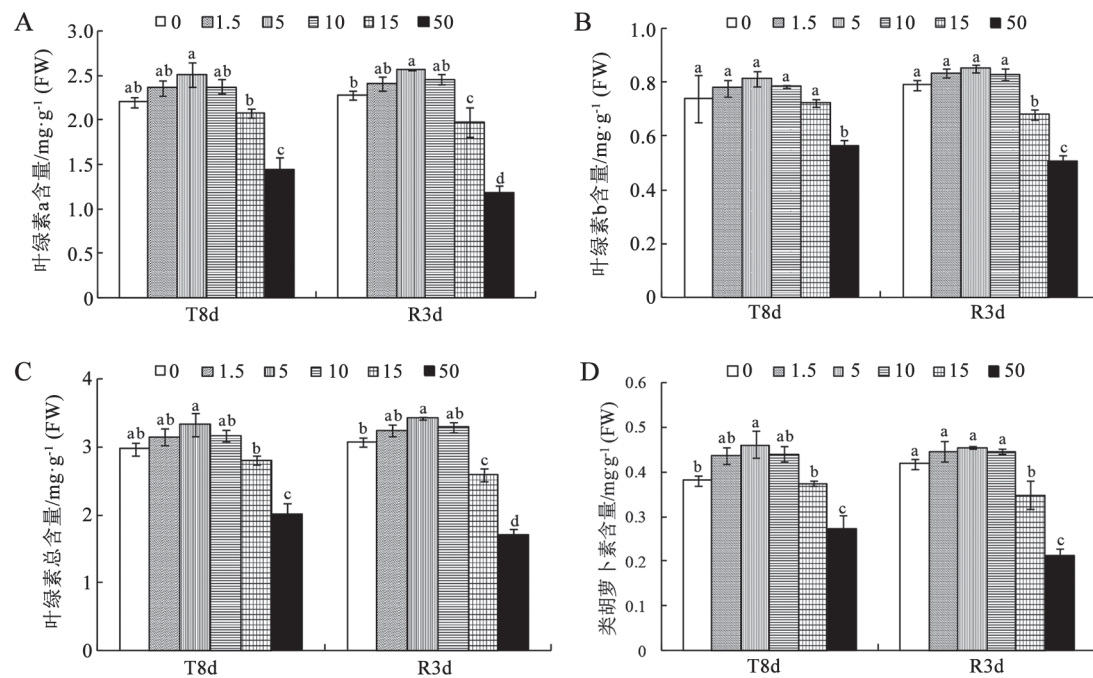 A
0 1.5 5 10 15 50
叶绿素a含量/mg·g⁻¹ (FW)
3.0
2.5
2.0
1.5
1.0
0.5
0
ab ab a ab b c
b ab a ab c d
T8d R3d
B
0 1.5 5 10 15 50
叶绿素b含量/mg·g⁻¹ (FW)
1.0
0.8
0.6
0.4
0.2
0
a a a a a b
a a a a b c
T8d R3d
C
0 1.5 5 10 15 50
叶绿素总含量/mg·g⁻¹ (FW)
4
3
2
1
0
ab ab a ab b c
b ab a ab c d
T8d R3d
D
0 1.5 5 10 15 50
类胡萝卜素含量/mg·g⁻¹ (FW)
0.6
0.5
0.4
0.3
0.2
0.1
0
b ab a ab b c
a a a a b c
T8d R3d